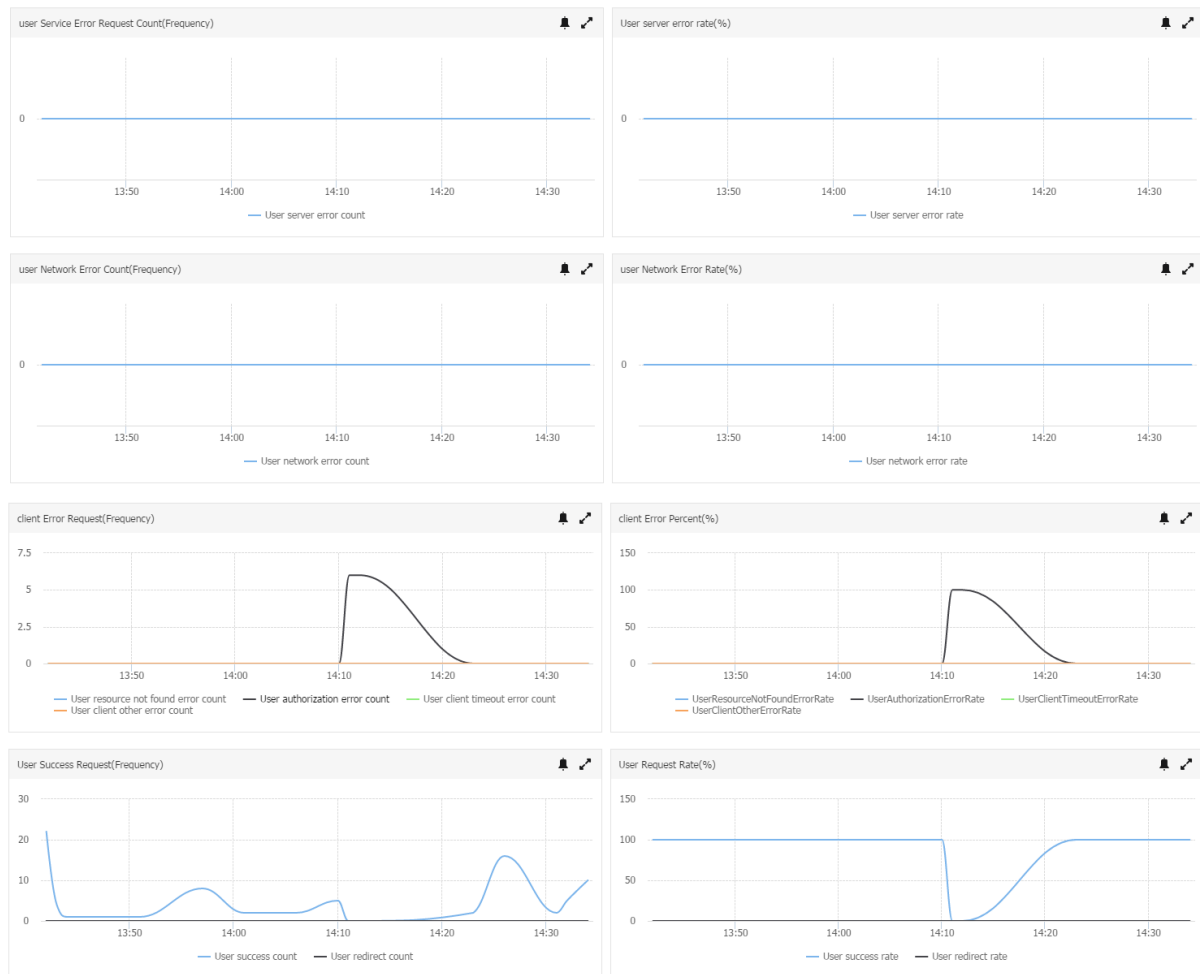 user Service Error Request Count(Frequency)
0
13:50 14:00 14:10 14:20 14:30
User server error count
User server error rate(%)
0
13:50 14:00 14:10 14:20 14:30
User server error rate
user Network Error Count(Frequency)
0
13:50 14:00 14:10 14:20 14:30
User network error count
user Network Error Rate(%)
0
13:50 14:00 14:10 14:20 14:30
User network error rate
client Error Request(Frequency)
7.5
5
2.5
0
13:50 14:00 14:10 14:20 14:30
User resource not found error count User authorization error count User client timeout error count
User client other error count
client Error Percent(%)
150
100
50
0
13:50 14:00 14:10 14:20 14:30
UserResourceNotFoundErrorRate UserAuthorizationErrorRate UserClientTimeoutErrorRate
UserClientOtherErrorRate
User Success Request(Frequency)
30
20
10
0
13:50 14:00 14:10 14:20 14:30
User success count User redirect count
User Request Rate(%)
150
100
50
0
13:50 14:00 14:10 14:20 14:30
User success rate User redirect rate